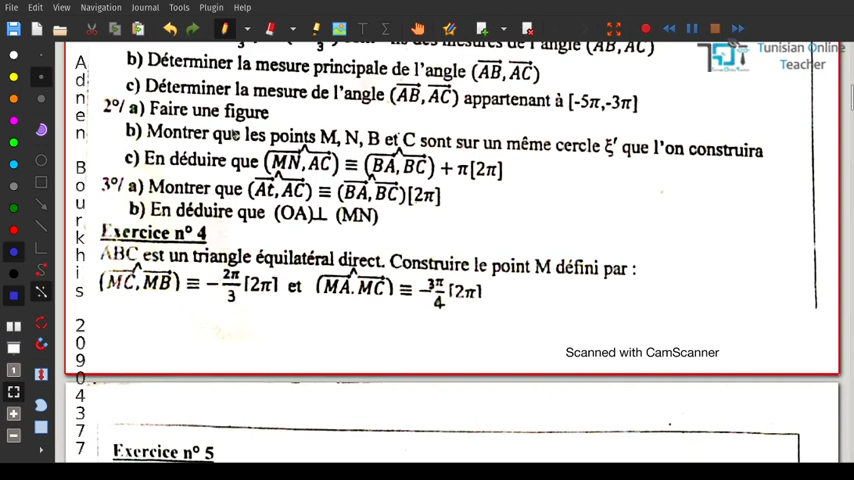 File Edit View Navigation Journal Tools Plugin Help
Tunisian Online
Teacher
b) Déterminer la mesure principale de l'angle (AB, AC)
c) Déterminer la mesure de l'angle (AB, AC) appartenant à [-5π,-3π]
2°/ a) Faire une figure
b) Montrer que les points M, N, B et C sont sur un même cercle ξ' que l'on construira
c) En déduire que (MN, AC) ≡ (BA, BC) + π[2π]
3°/ a) Montrer que (At, AC) ≡ (BA, BC)[2π]
b) En déduire que (OA)⊥ (MN)
Exercice n° 4
ABC est un triangle équilatéral direct. Construire le point M défini par :
(MC, MB) ≡ -2π/3 [2π] et (MA. MC) ≡ -3π/4 [2π]
Scanned with CamScanner
Exercice n° 5
Adnen Bourkhis 20904377